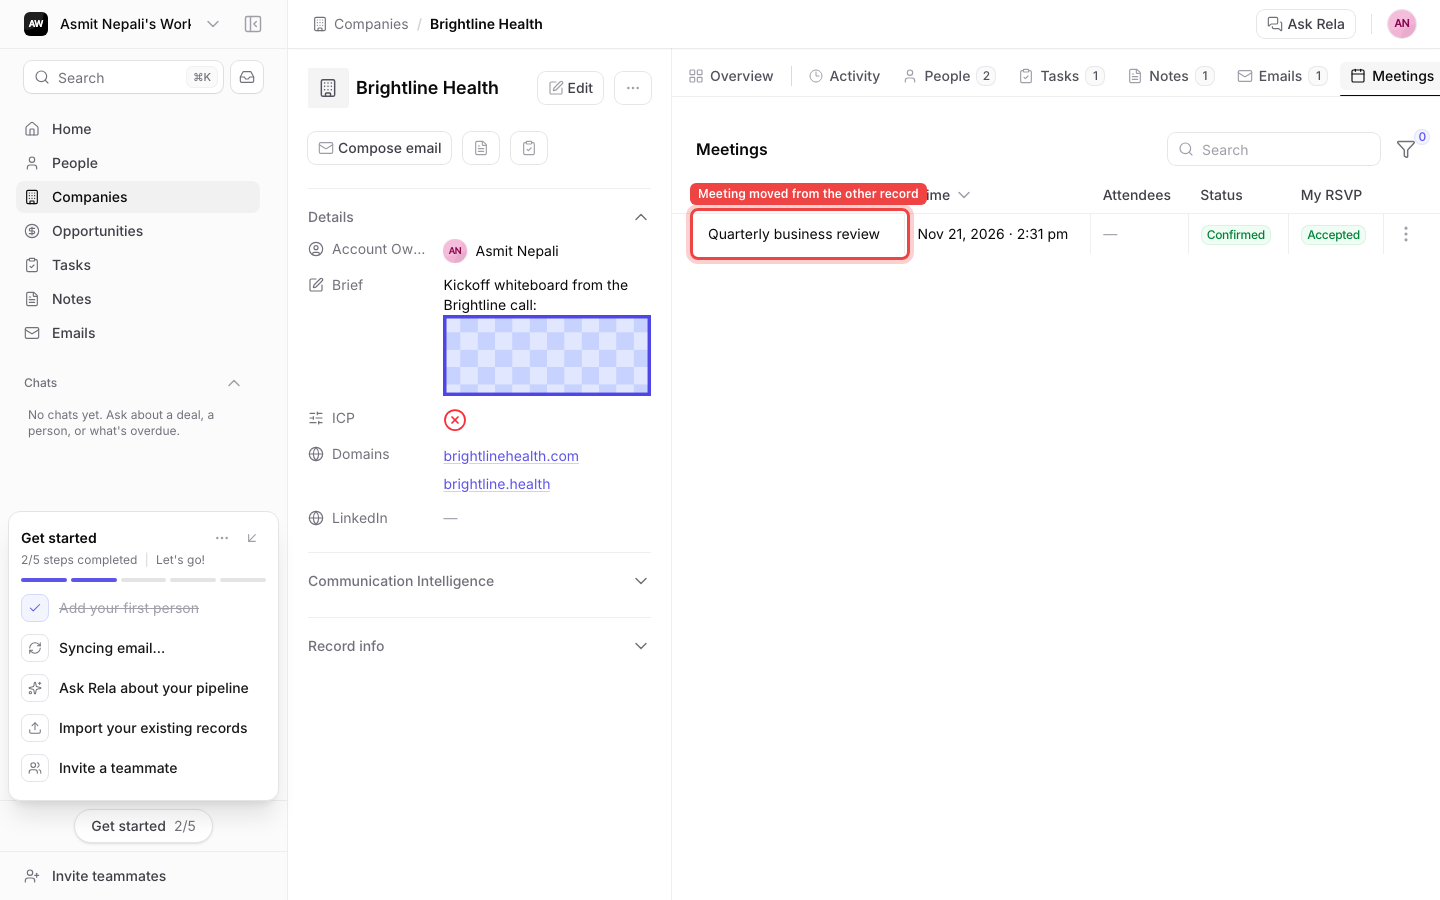 AW Asmit Nepali's Work
Companies / Brightline Health
Ask Rela
AN
Search ⌘K
Home
People
Companies
Opportunities
Tasks
Notes
Emails
Chats
No chats yet. Ask about a deal, a
person, or what's overdue.
Get started
2/5 steps completed | Let's go!
Add your first person
Syncing email...
Ask Rela about your pipeline
Import your existing records
Invite a teammate
Get started 2/5
Invite teammates
Brightline Health
Edit
Compose email
Details
Account Ow... AN Asmit Nepali
Brief Kickoff whiteboard from the
Brightline call:
ICP
Domains brightlinehealth.com
brightline.health
LinkedIn —
Communication Intelligence
Record info
Overview Activity People 2 Tasks 1 Notes 1 Emails 1 Meetings
Meetings
Search
0
Meeting moved from the other record
Attendees Status My RSVP
Quarterly business review Nov 21, 2026 · 2:31 pm — Confirmed Accepted